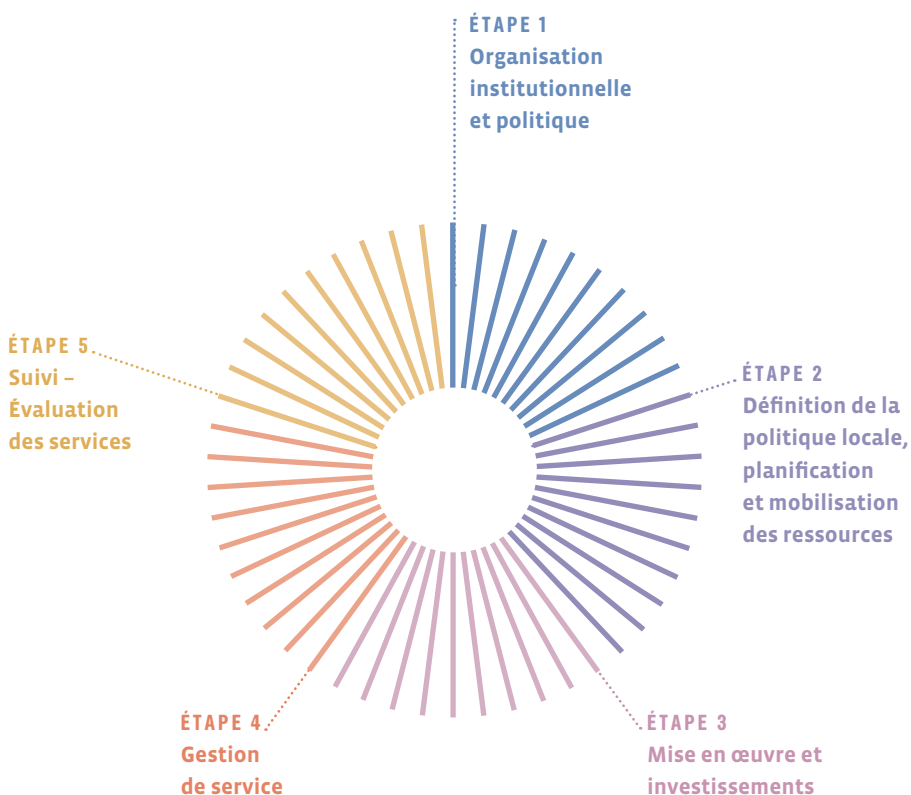 ÉTAPE 1
Organisation
institutionnelle
et politique
ÉTAPE 2
Définition de la
politique locale,
planification
et mobilisation
des ressources
ÉTAPE 3
Mise en œuvre et
investissements
ÉTAPE 4
Gestion
de service
ÉTAPE 5
Suivi –
Évaluation
des services